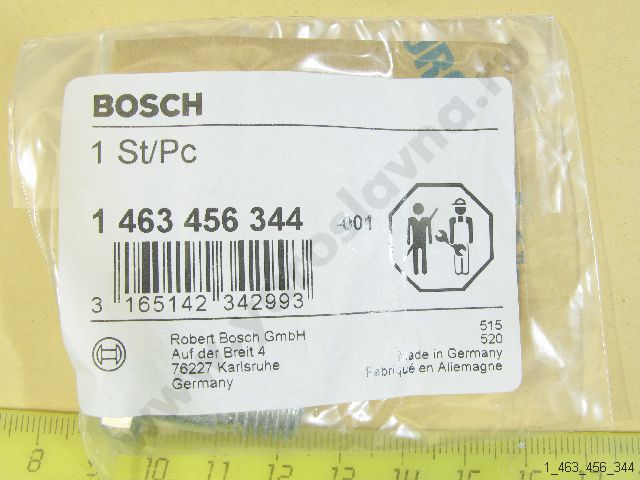 BOSCH
1 St/Pc
1 463 456 344 -001
3 165142 342993
Robert Bosch GmbH
Auf der Breit 4
76227 Karlsruhe
Germany
515
520
Made in Germany
Fabriqué en Allemagne
yaroslavna.ru
8 9 10 11 12 13 14 15 16
1_463_456_344